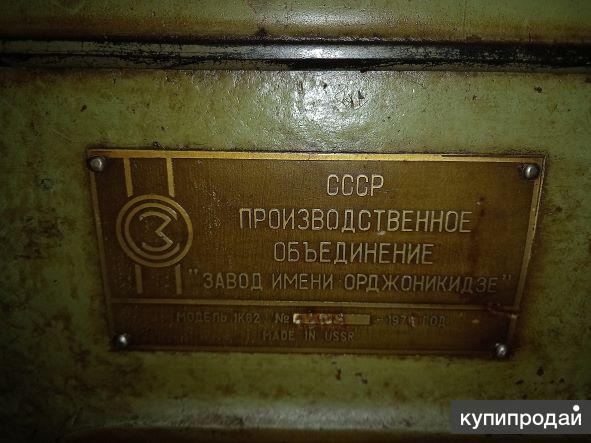 СССР
ПРОИЗВОДСТВЕННОЕ
ОБЪЕДИНЕНИЕ
"ЗАВОД ИМЕНИ ОРДЖОНИКИДЗЕ"
МОДЕЛЬ 1К62 № ГОД
MADE IN USSR
купипродай